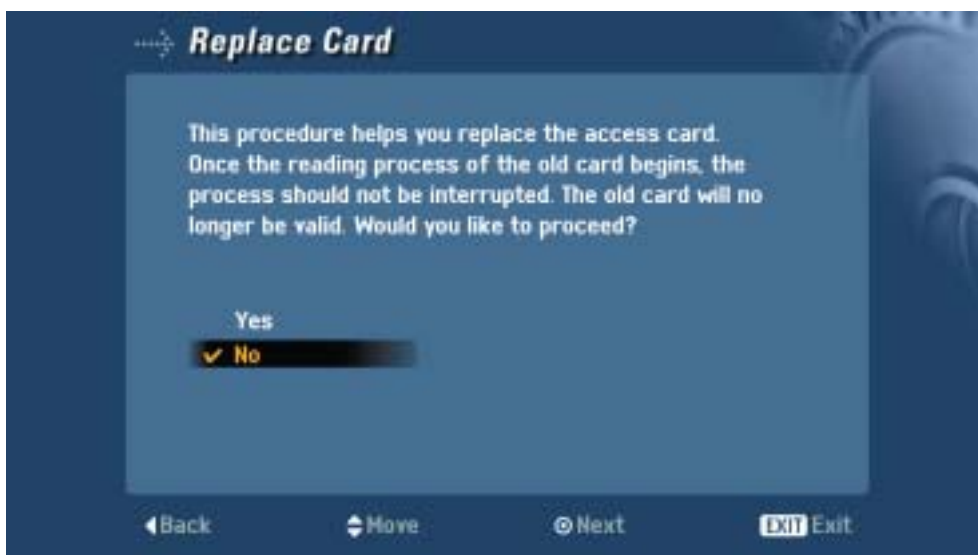 Replace Card
This procedure helps you replace the access card.
Once the reading process of the old card begins, the
process should not be interrupted. The old card will no
longer be valid. Would you like to proceed?
Yes
No
Back Move Next EXIT Exit